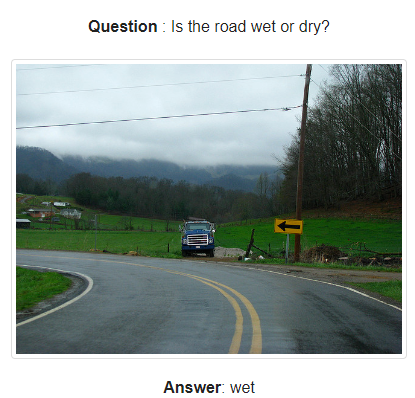 Question : Is the road wet or dry?
Answer: wet